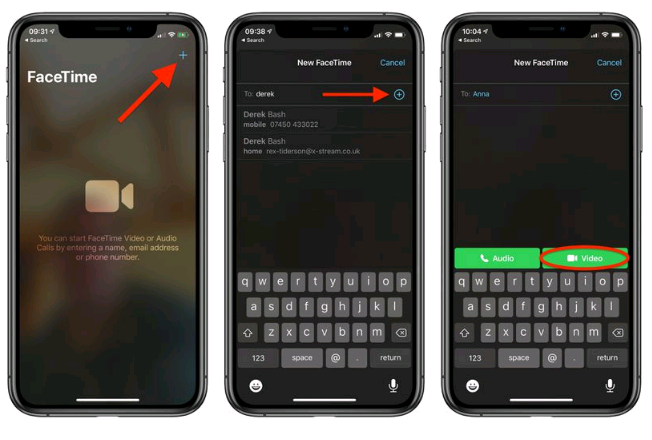 09:31
Search
FaceTime
You can start FaceTime Video or Audio
Calls by entering a name, email address
or phone number.
09:38
Search
New FaceTime Cancel
To: derek
Derek Bash
mobile 07450 433022
Derek Bash
home rex-tiderson@v-stream.co.uk
q w e r t y u i o p
a s d f g h j k l
z x c v b n m
123 space @ . return
10:04
Search
New FaceTime Cancel
To: Anna
Audio Video
q w e r t y u i o p
a s d f g h j k l
z x c v b n m
123 space @ . return